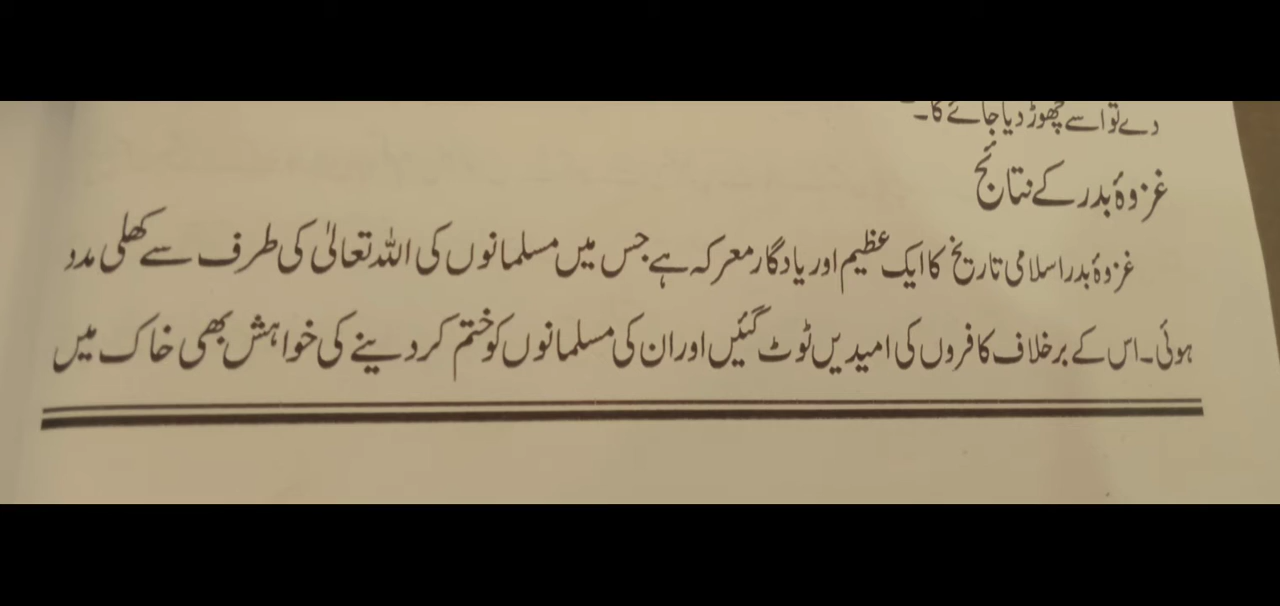 دے تو اسے چھوڑ دیا جائے گا۔
غزوۂ بدر کے نتائج
غزوۂ بدر اسلامی تاریخ کا ایک عظیم اور یادگار معرکہ ہے جس میں مسلمانوں کی اللہ تعالیٰ کی طرف سے کھلی مدد
ہوئی۔ اس کے برخلاف کافروں کی امیدیں ٹوٹ گئیں اور ان کی مسلمانوں کو ختم کر دینے کی خواہش بھی خاک میں